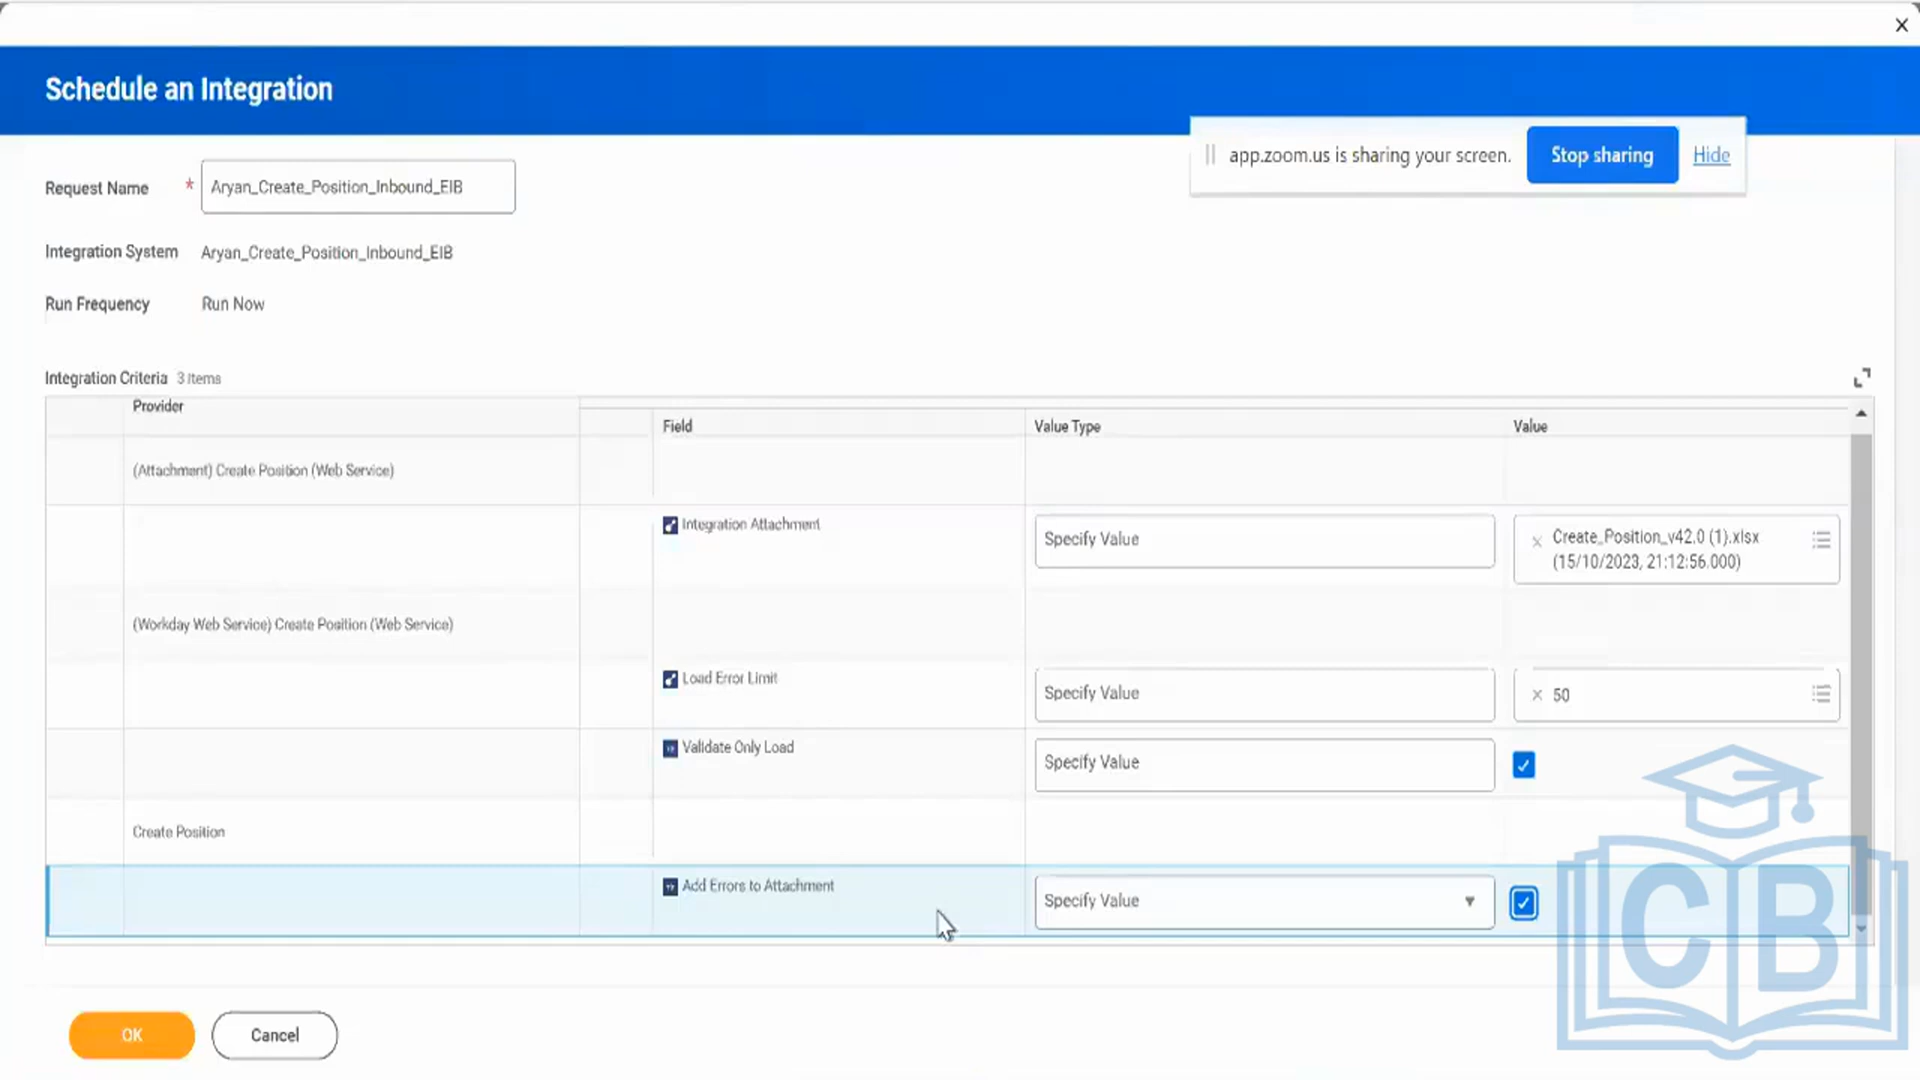 Schedule an Integration
app.zoom.us is sharing your screen. Stop sharing Hide
Request Name * Aryan_Create_Position_Inbound_EIB
Integration System Aryan_Create_Position_Inbound_EIB
Run Frequency Run Now
Integration Criteria 3 items
Provider Field Value Type Value
(Attachment) Create Position (Web Service)
Integration Attachment Specify Value Create_Position_v42.0 (1).xlsx
(15/10/2023, 21:12:56.000)
(Workday Web Service) Create Position (Web Service)
Load Error Limit Specify Value 50
Validate Only Load Specify Value
Create Position
Add Errors to Attachment Specify Value
CB
OK Cancel